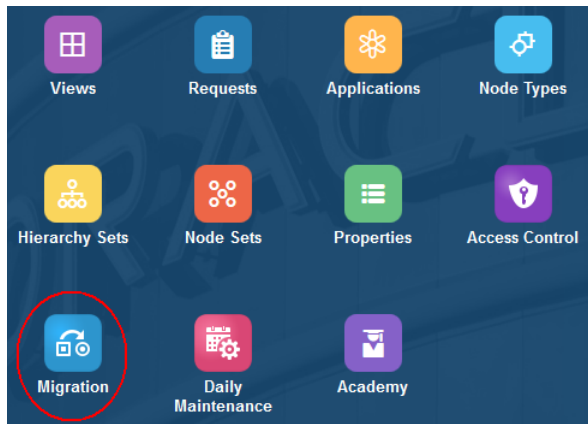 Views
Requests
Applications
Node Types
Hierarchy Sets
Node Sets
Properties
Access Control
Migration
Daily
Maintenance
Academy